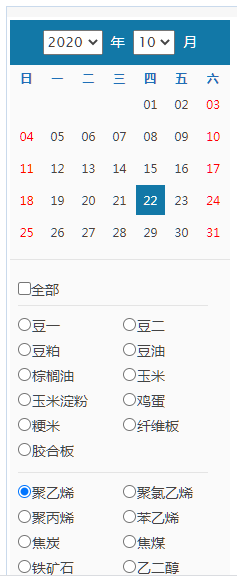 2020 年 10 月
日 一 二 三 四 五 六
01 02 03
04 05 06 07 08 09 10
11 12 13 14 15 16 17
18 19 20 21 22 23 24
25 26 27 28 29 30 31
全部
豆一 豆二
豆粕 豆油
棕榈油 玉米
玉米淀粉 鸡蛋
粳米 纤维板
胶合板
聚乙烯 聚氯乙烯
聚丙烯 苯乙烯
焦炭 焦煤
铁矿石 乙二醇